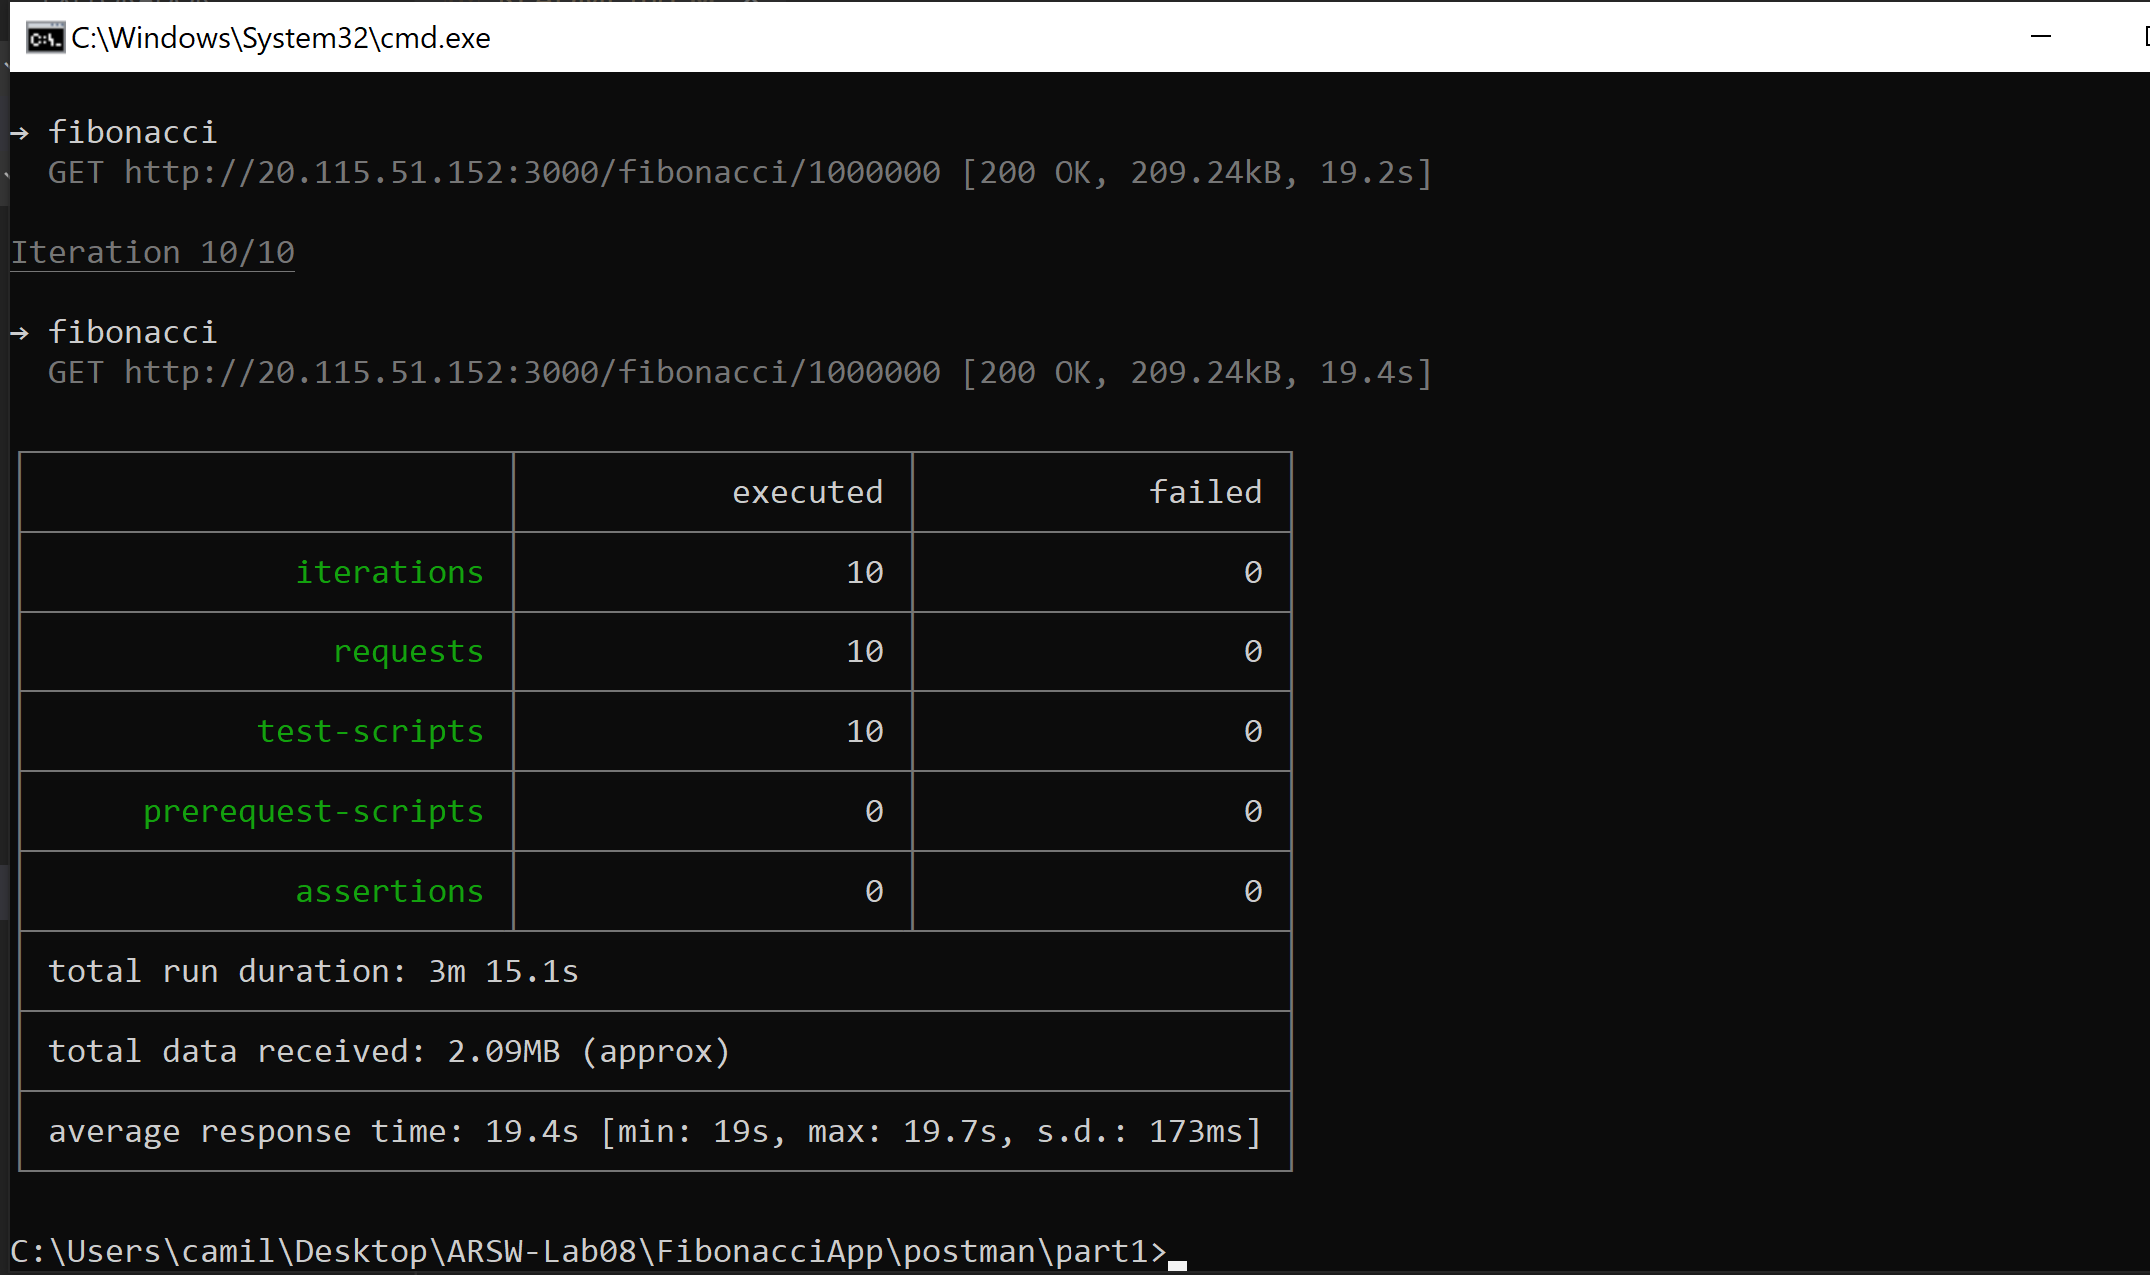 C:\Windows\System32\cmd.exe
→ fibonacci
GET http://20.115.51.152:3000/fibonacci/1000000 [200 OK, 209.24kB, 19.2s]
Iteration 10/10
→ fibonacci
GET http://20.115.51.152:3000/fibonacci/1000000 [200 OK, 209.24kB, 19.4s]
executed failed
iterations 10 0
requests 10 0
test-scripts 10 0
prerequest-scripts 0 0
assertions 0 0
total run duration: 3m 15.1s
total data received: 2.09MB (approx)
average response time: 19.4s [min: 19s, max: 19.7s, s.d.: 173ms]
C:\Users\camil\Desktop\ARSW-Lab08\FibonacciApp\postman\part1>